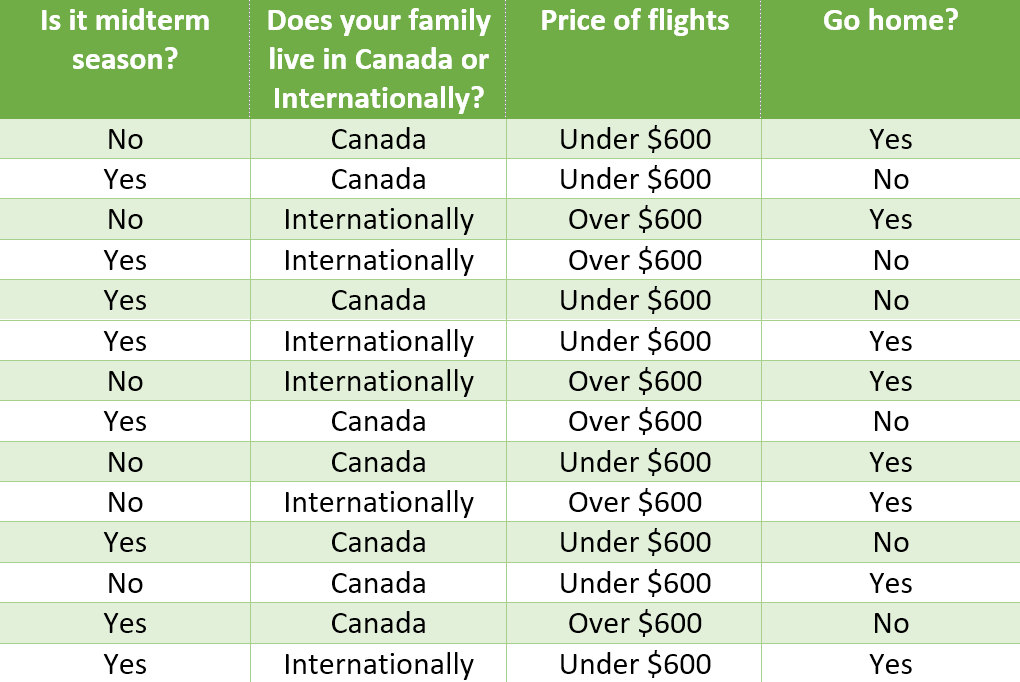 Is it midterm season? Does your family live in Canada or Internationally? Price of flights Go home?
No Canada Under $600 Yes
Yes Canada Under $600 No
No Internationally Over $600 Yes
Yes Internationally Over $600 No
Yes Canada Under $600 No
Yes Internationally Under $600 Yes
No Internationally Over $600 Yes
Yes Canada Over $600 No
No Canada Under $600 Yes
No Internationally Over $600 Yes
Yes Canada Under $600 No
No Canada Under $600 Yes
Yes Canada Over $600 No
Yes Internationally Under $600 Yes